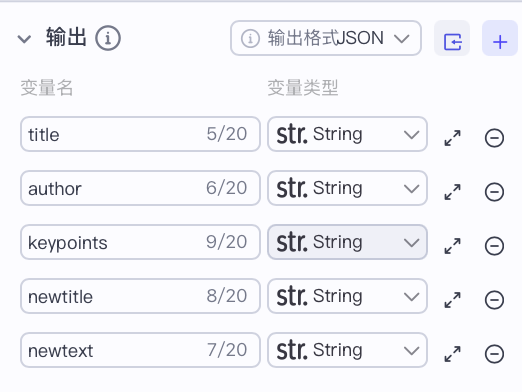 输出 输出格式JSON
变量名 变量类型
title 5/20 str. String
author 6/20 str. String
keypoints 9/20 str. String
newtitle 8/20 str. String
newtext 7/20 str. String